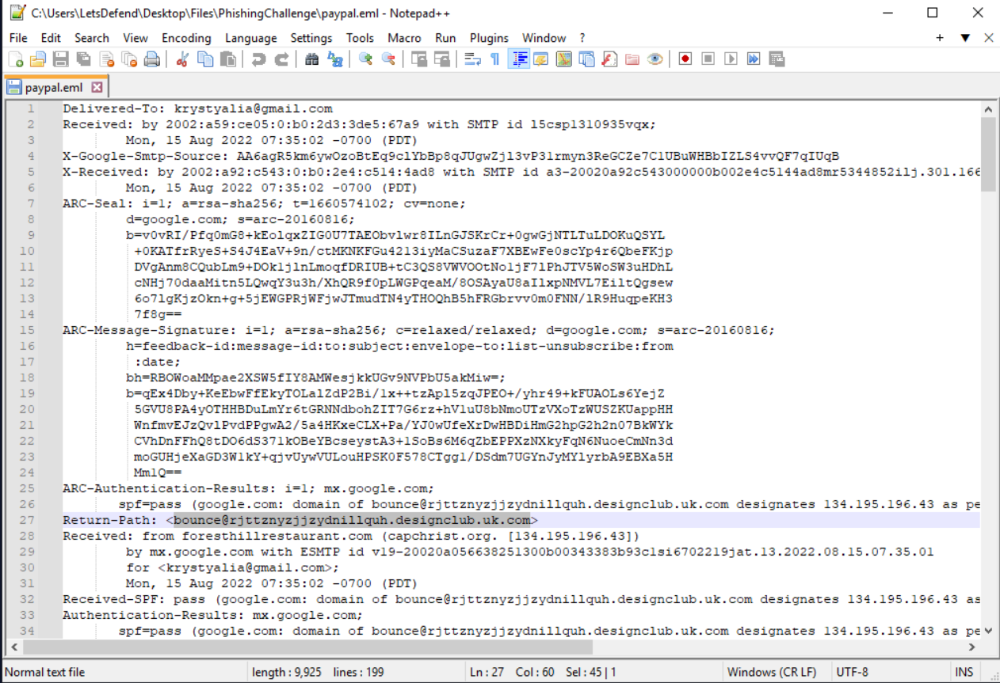 C:\Users\LetsDefend\Desktop\Files\PhishingChallenge\paypal.eml - Notepad++
File Edit Search View Encoding Language Settings Tools Macro Run Plugins Window ? + ▼ X
paypal.eml
1 Delivered-To: krystyalia@gmail.com
2 Received: by 2002:a59:ce05:0:b0:2d3:3de5:67a9 with SMTP id l5csp1310935vqx;
3 Mon, 15 Aug 2022 07:35:02 -0700 (PDT)
4 X-Google-Smtp-Source: AA6agR5km6ywOzoBtEq9clYbBp8qJUgwZjl3vP3lrmyn3ReGCZe7ClUBuWHBbIZLS4vvQF7qIUqB
5 X-Received: by 2002:a92:c543:0:b0:2e4:c514:4ad8 with SMTP id a3-20020a92c543000000b002e4c5144ad8mr5344852ilj.301.166
6 Mon, 15 Aug 2022 07:35:02 -0700 (PDT)
7 ARC-Seal: i=1; a=rsa-sha256; t=1660574102; cv=none;
8 d=google.com; s=arc-20160816;
9 b=v0vRI/Pfq0mG8+kEolqxZIG0U7TAEObvlwr8ILnGJSKrCr+0gwGjNTLTuLDOKuQSYL
10 +0KATfrRyeS+S4J4EaV+9n/ctMKNKFGu4213iyMaCSuzaF7XBEwFe0scYp4r6QbeFKjp
11 DVgAnm8CQubLm9+DOk1jlnLmoqfDRIUB+tC3QS8VWVOOtNoljF7lPhJTV5WoSW3uHDhL
12 cNHj70daaMitn5LQwqY3u3h/XhQR9f0pLWGPqeaM/8OSAyaU8aIlxpNMVL7EiltQgsew
13 6o7lgKjzOkn+g+5jEWGPRjWFjwJTmudTN4yTHOQhB5hFRGbrvv0m0FNN/lR9HuqpeKH3
14 7f8g==
15 ARC-Message-Signature: i=1; a=rsa-sha256; c=relaxed/relaxed; d=google.com; s=arc-20160816;
16 h=feedback-id:message-id:to:subject:envelope-to:list-unsubscribe:from
17 :date;
18 bh=RBOWoaMMpae2XSW5fIY8AMWesjkkUGv9NVPbU5akMiw=;
19 b=qEx4Dby+KeEbwFfEkyTOLalZdP2Bi/1x++tzApl5zqJPEO+/yhr49+kFUAOLs6YejZ
20 5GVU8PA4yOTHHBDuLmYr6tGRNNdbohZIT7G6rz+hVluU8bNmoUTzVXoTzWUSZKUappHH
21 WnfmvEJzQvlPvdPPgwA2/5a4HKxeCLX+Pa/YJ0wUfeXrDwHBDiHmG2hpG2h2n07BkWYk
22 CVhDnFFhQ8tDO6dS37lkOBeYBcseystA3+1SoBs6M6qZbEPPXzNXkyFqN6NuoeCmNn3d
23 moGUHjeXaGD3W1kY+qjvUywVULouHPSK0F578CTggl/DSdm7UGYnJyMYlyrbA9EBXa5H
24 MmlQ==
25 ARC-Authentication-Results: i=1; mx.google.com;
26 spf=pass (google.com: domain of bounce@rjttznyzjjzydnillquh.designclub.uk.com designates 134.195.196.43 as pe
27 Return-Path: <bounce@rjttznyzjjzydnillquh.designclub.uk.com>
28 Received: from foresthillrestaurant.com (capchrist.org. [134.195.196.43])
29 by mx.google.com with ESMTP id v19-20020a056638251300b00343383b93clsi6702219jat.13.2022.08.15.07.35.01
30 for <krystyalia@gmail.com>;
31 Mon, 15 Aug 2022 07:35:02 -0700 (PDT)
32 Received-SPF: pass (google.com: domain of bounce@rjttznyzjjzydnillquh.designclub.uk.com designates 134.195.196.43 as
33 Authentication-Results: mx.google.com;
34 spf=pass (google.com: domain of bounce@rjttznyzjjzydnillquh.designclub.uk.com designates 134.195.196.43 as pe
Normal text file length : 9,925 lines : 199 Ln : 27 Col : 60 Sel : 45 | 1 Windows (CR LF) UTF-8 INS